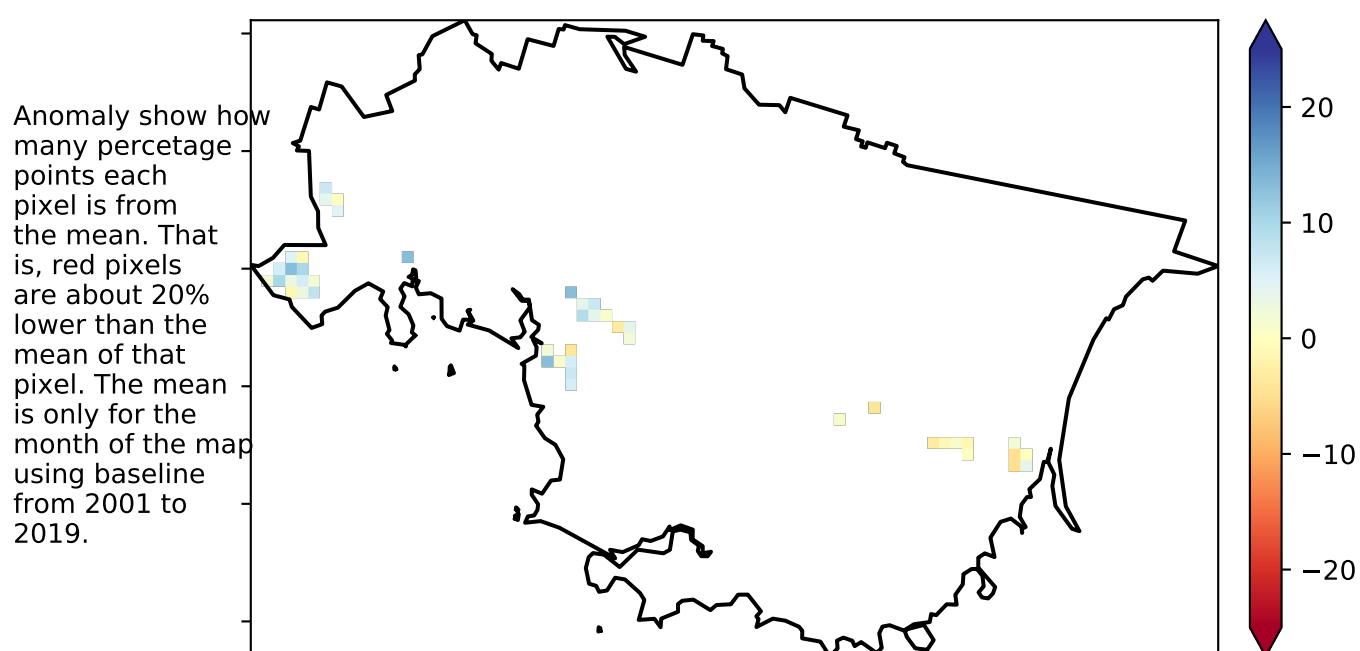 Anomaly show how
many percetage
points each
pixel is from
the mean. That
is, red pixels
are about 20%
lower than the
mean of that
pixel. The mean
is only for the
month of the map
using baseline
from 2001 to
2019.
20
10
0
−10
−20